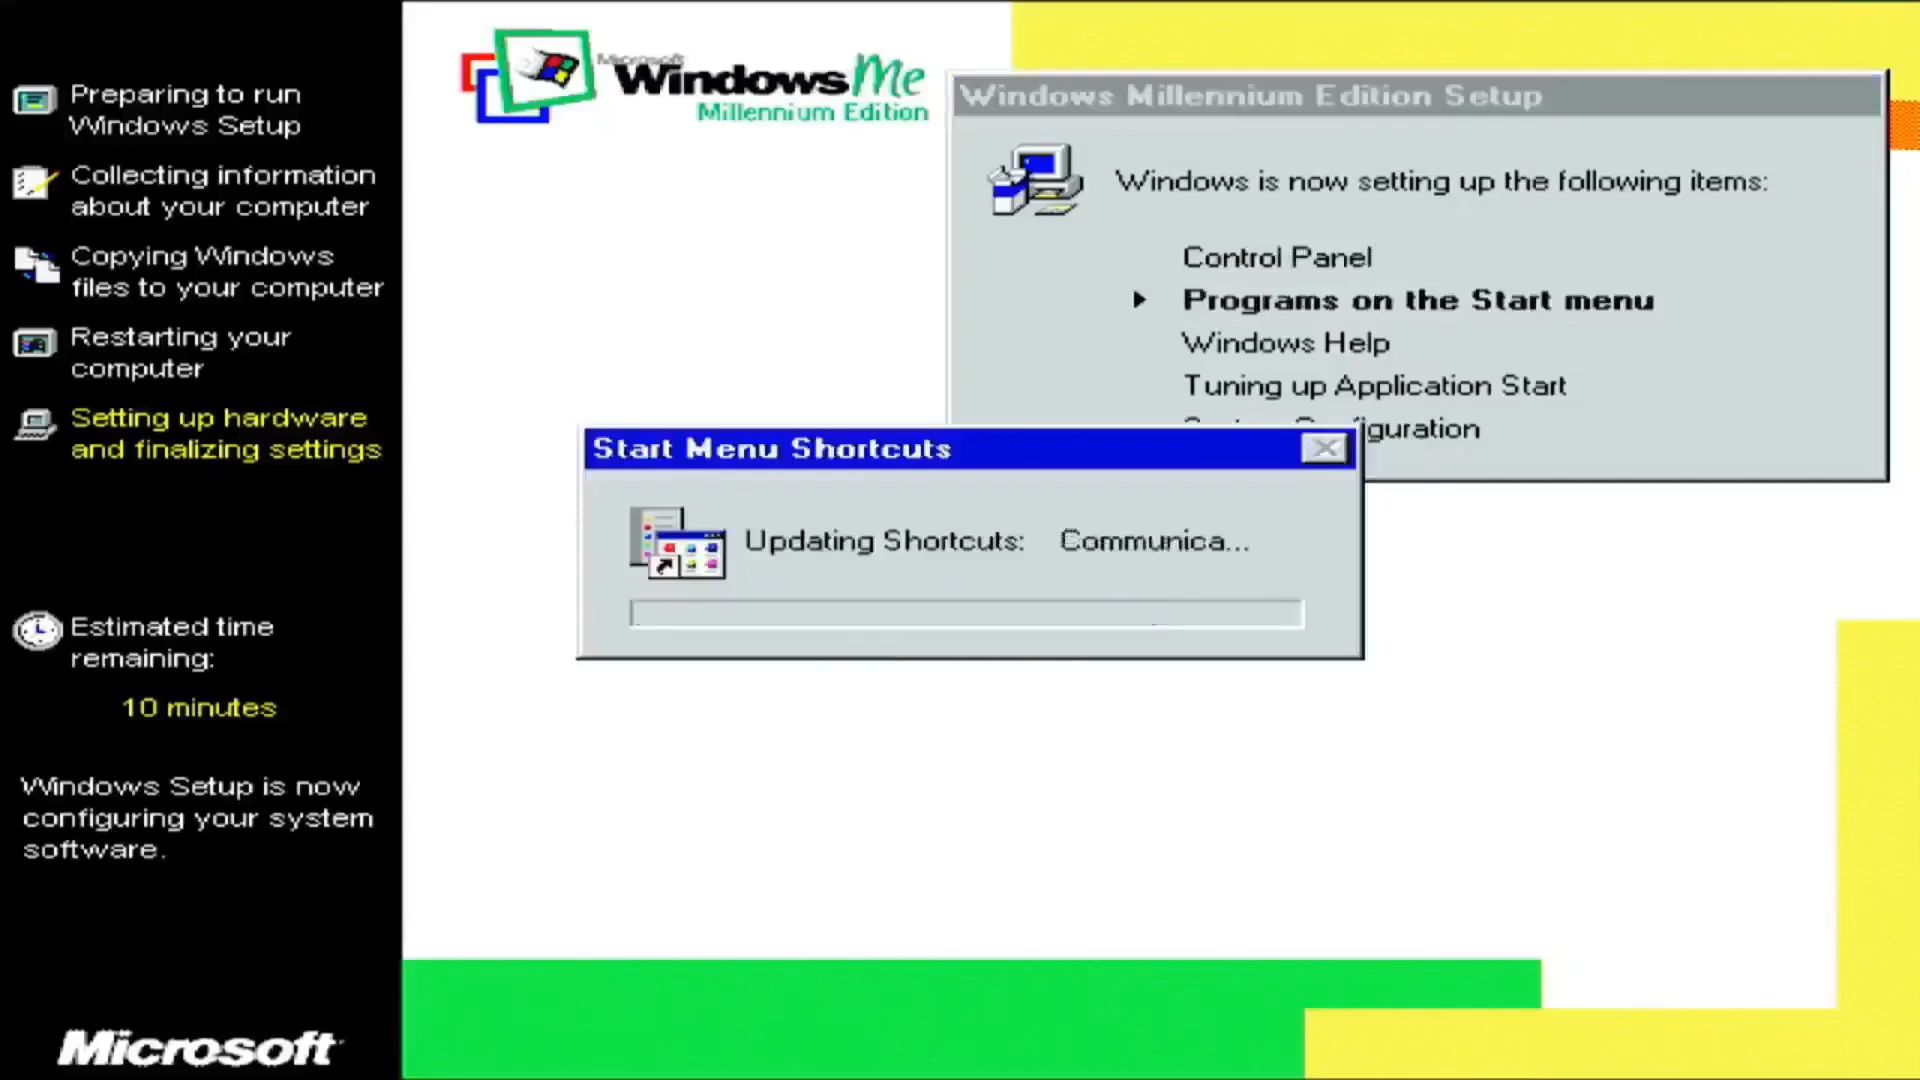 Preparing to run
Windows Setup
Collecting information
about your computer
Copying Windows
files to your computer
Restarting your
computer
Setting up hardware
and finalizing settings
Estimated time
remaining:
10 minutes
Windows Setup is now
configuring your system
software.
Microsoft
Microsoft
Windows Me
Millennium Edition
Windows Millennium Edition Setup
Windows is now setting up the following items:
Control Panel
Programs on the Start menu
Windows Help
Tuning up Application Start
Start Menu Shortcuts
Updating Shortcuts: Communica...